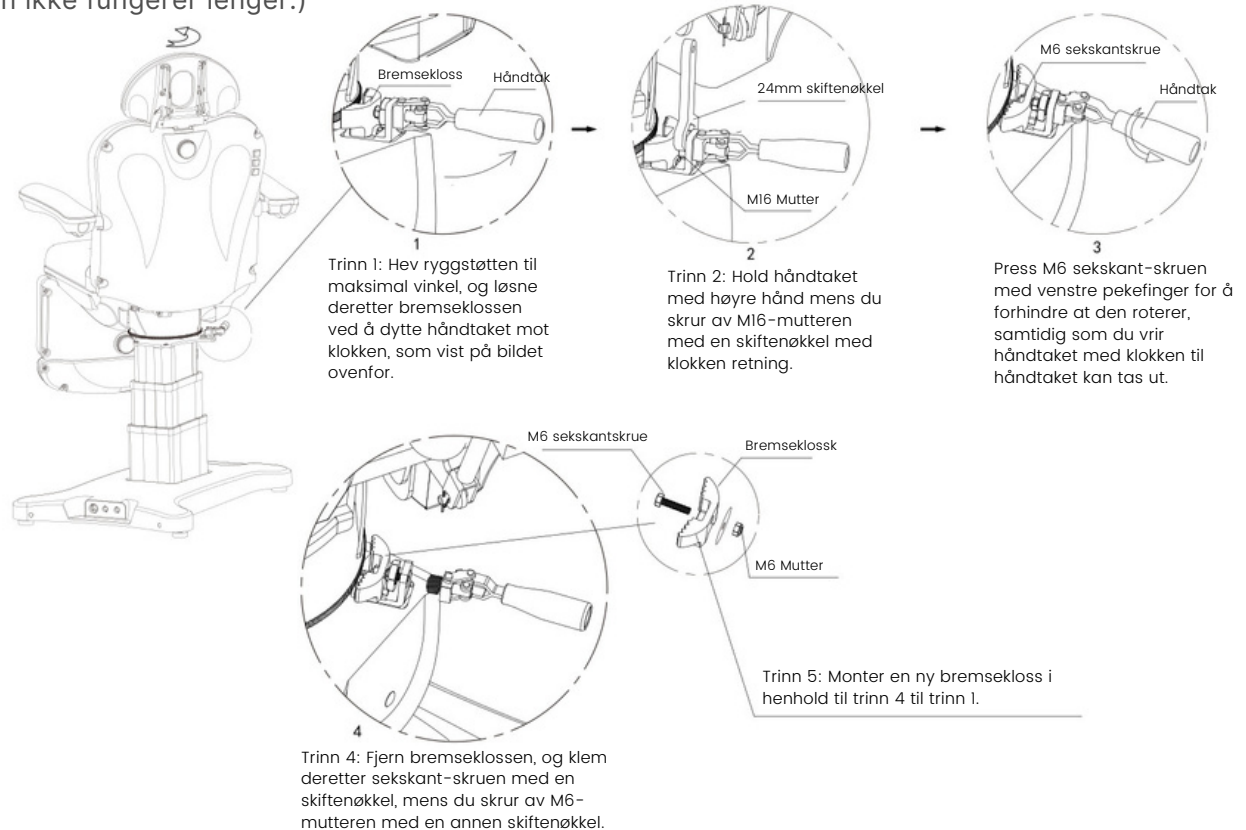 n ikke fungerer lenger.)
Bremsekloss
Håndtak
1
Trinn 1: Hev ryggstøtten til
maksimal vinkel, og løsne
deretter bremseklossen
ved å dytte håndtaket mot
klokken, som vist på bildet
ovenfor.
24mm skiftenøkkel
M16 Mutter
2
Trinn 2: Hold håndtaket
med høyre hånd mens du
skrur av M16-mutteren
med en skiftenøkkel med
klokken retning.
M6 sekskantskrue
Håndtak
3
Press M6 sekskant-skruen
med venstre pekefinger for å
forhindre at den roterer,
samtidig som du vrir
håndtaket med klokken til
håndtaket kan tas ut.
M6 sekskantskrue
Bremseklossk
M6 Mutter
4
Trinn 4: Fjern bremseklossen, og klem
deretter sekskant-skruen med en
skiftenøkkel, mens du skrur av M6-
mutteren med en annen skiftenøkkel.
Trinn 5: Monter en ny bremsekloss i
henhold til trinn 4 til trinn 1.